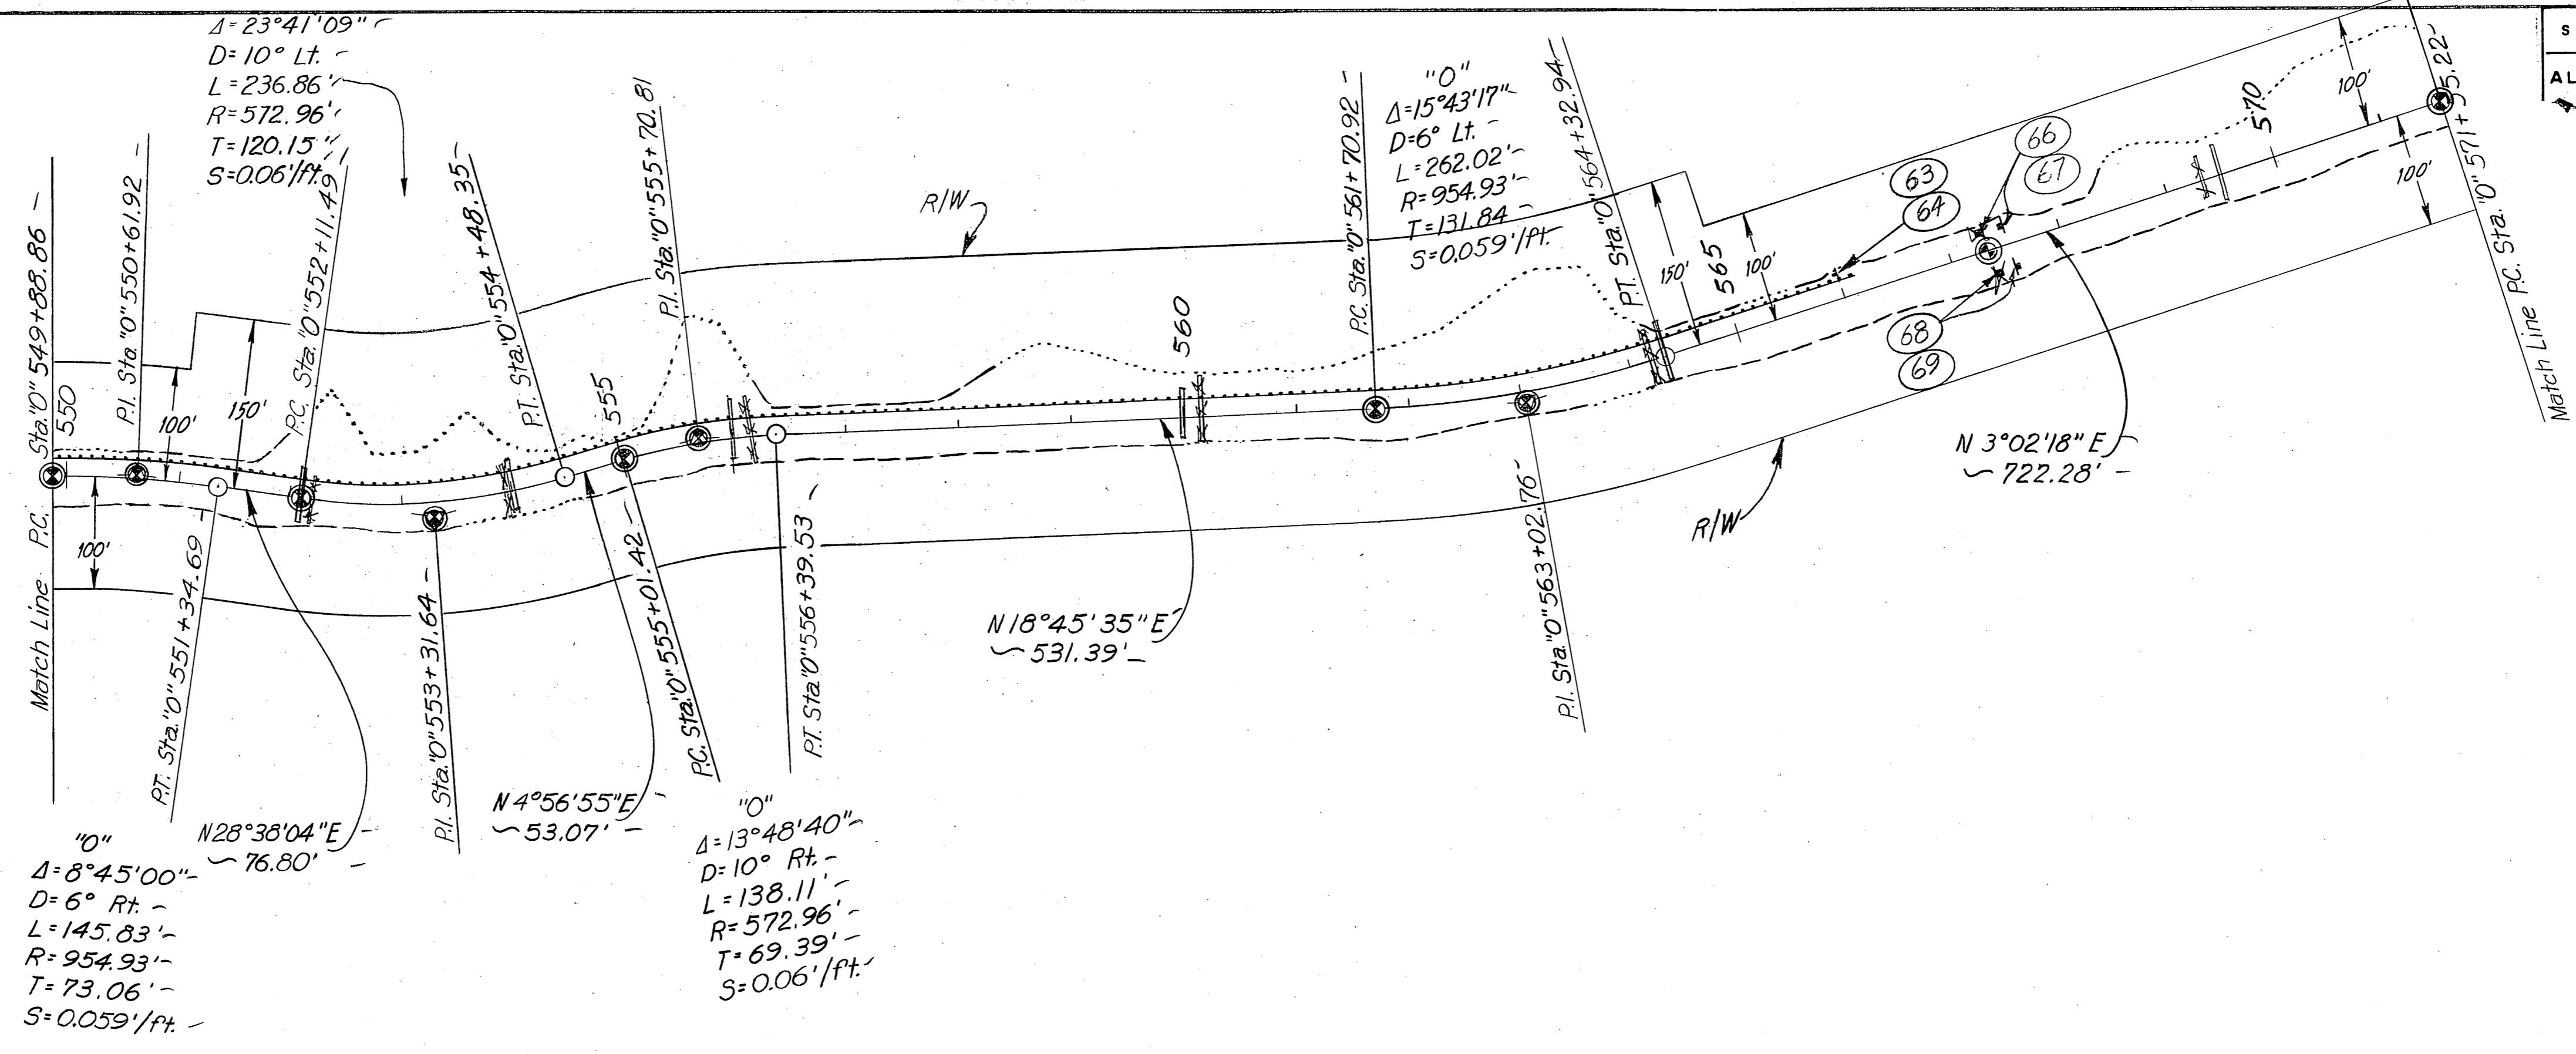 Δ=23°41'09"
D=10° Lt.
L=236.86'
R=572.96'
T=120.15'
S=0.06'/ft.
Match Line P.C. Sta."O" 549+88.86
550
P.I. Sta."O" 550+61.92
100'
150'
100'
P.T. Sta."O" 551+34.69
P.C. Sta."O" 552+11.49
P.I. Sta."O" 553+31.64
P.T. Sta."O" 554+48.35
555
P.C. Sta."O" 555+01.42
P.I. Sta."O" 555+70.81
P.T. Sta."O" 556+39.53
R/W
560
P.C. Sta."O" 561+70.92
"O"
Δ=15°43'17"
D=6° Lt.
L=262.02'
R=954.93'
T=131.84
S=0.059'/ft.
P.I. Sta."O" 563+02.76
P.T. Sta."O" 564+32.94
150'
565
100'
63
64
66
67
68
69
570
100'
100'
Match Line P.C. Sta. "O" 571+55.22
S
AL
N 3°02'18" E
722.28'
R/W
N18°45'35"E
531.39'
N4°56'55"E
53.07'
N28°38'04"E
76.80'
"O"
Δ=8°45'00"
D=6° Rt.
L=145.83'
R=954.93'
T=73.06'
S=0.059'/ft.
"O"
Δ=13°48'40"
D=10° Rt.
L=138.11'
R=572.96'
T=69.39'
S=0.06'/ft.